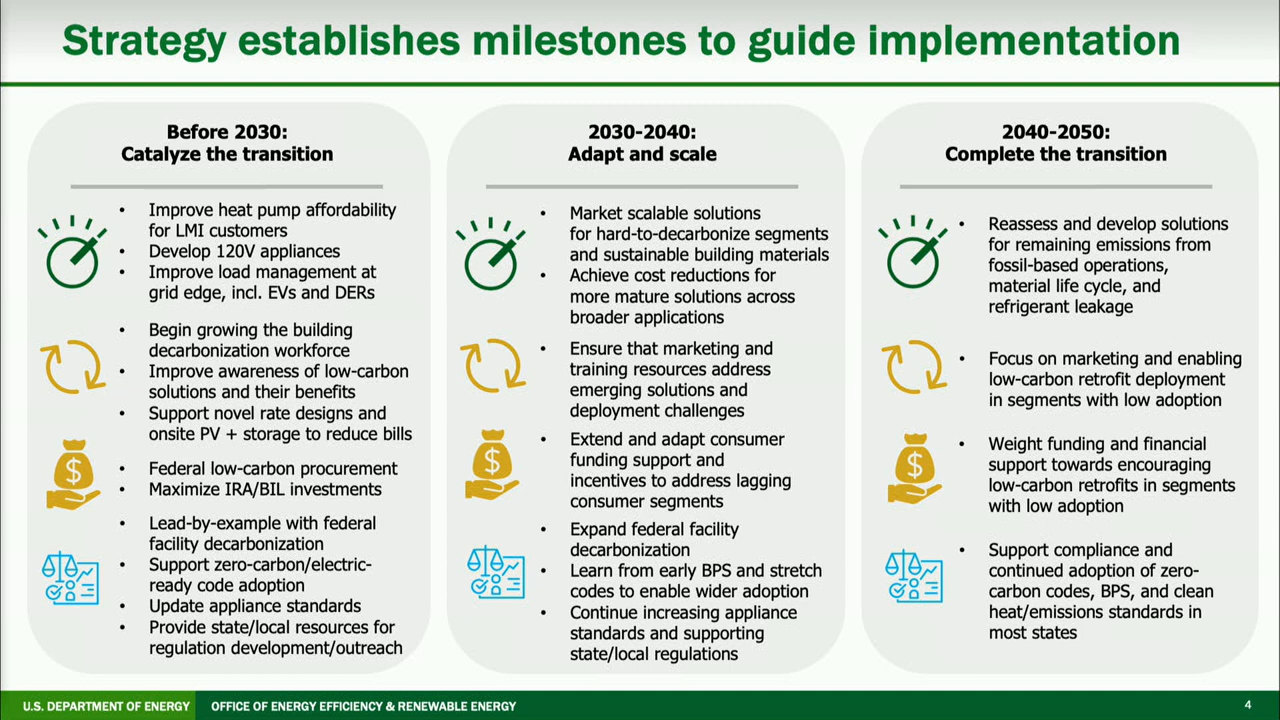 Strategy establishes milestones to guide implementation
Before 2030:
Catalyze the transition
• Improve heat pump affordability
for LMI customers
• Develop 120V appliances
• Improve load management at
grid edge, incl. EVs and DERs
• Begin growing the building
decarbonization workforce
• Improve awareness of low-carbon
solutions and their benefits
• Support novel rate designs and
onsite PV + storage to reduce bills
$
• Federal low-carbon procurement
• Maximize IRA/BIL investments
• Lead-by-example with federal
facility decarbonization
• Support zero-carbon/electric-
ready code adoption
• Update appliance standards
• Provide state/local resources for
regulation development/outreach
2030-2040:
Adapt and scale
• Market scalable solutions
for hard-to-decarbonize segments
and sustainable building materials
• Achieve cost reductions for
more mature solutions across
broader applications
• Ensure that marketing and
training resources address
emerging solutions and
deployment challenges
$
• Extend and adapt consumer
funding support and
incentives to address lagging
consumer segments
• Expand federal facility
decarbonization
• Learn from early BPS and stretch
codes to enable wider adoption
• Continue increasing appliance
standards and supporting
state/local regulations
2040-2050:
Complete the transition
• Reassess and develop solutions
for remaining emissions from
fossil-based operations,
material life cycle, and
refrigerant leakage
• Focus on marketing and enabling
low-carbon retrofit deployment
in segments with low adoption
$
• Weight funding and financial
support towards encouraging
low-carbon retrofits in segments
with low adoption
• Support compliance and
continued adoption of zero-
carbon codes, BPS, and clean
heat/emissions standards in
most states
U.S. DEPARTMENT OF ENERGY OFFICE OF ENERGY EFFICIENCY & RENEWABLE ENERGY
4